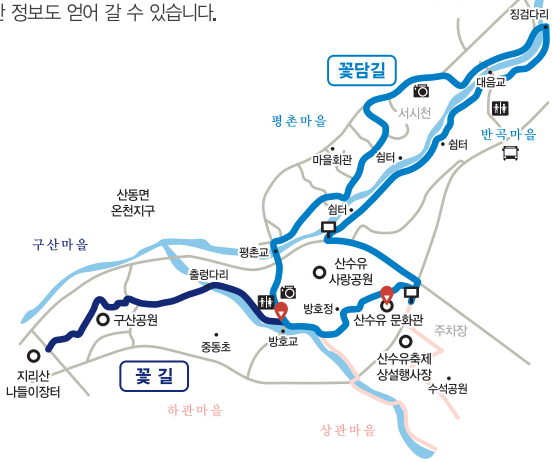 한 정보도 얻어 갈 수 있습니다.
징검다리
꽃담길
대음교
서시천
평촌마을
반곡마을
마을회관
쉼터
쉼터
산동면
온천지구
쉼터
구산마을
평촌교
출렁다리
산수유
사랑공원
구산공원
방호정
산수유 문화관
주차장
지리산
나들이장터
꽃 길
중동초
방호교
산수유축제
상설행사장
수석공원
하관마을
상관마을